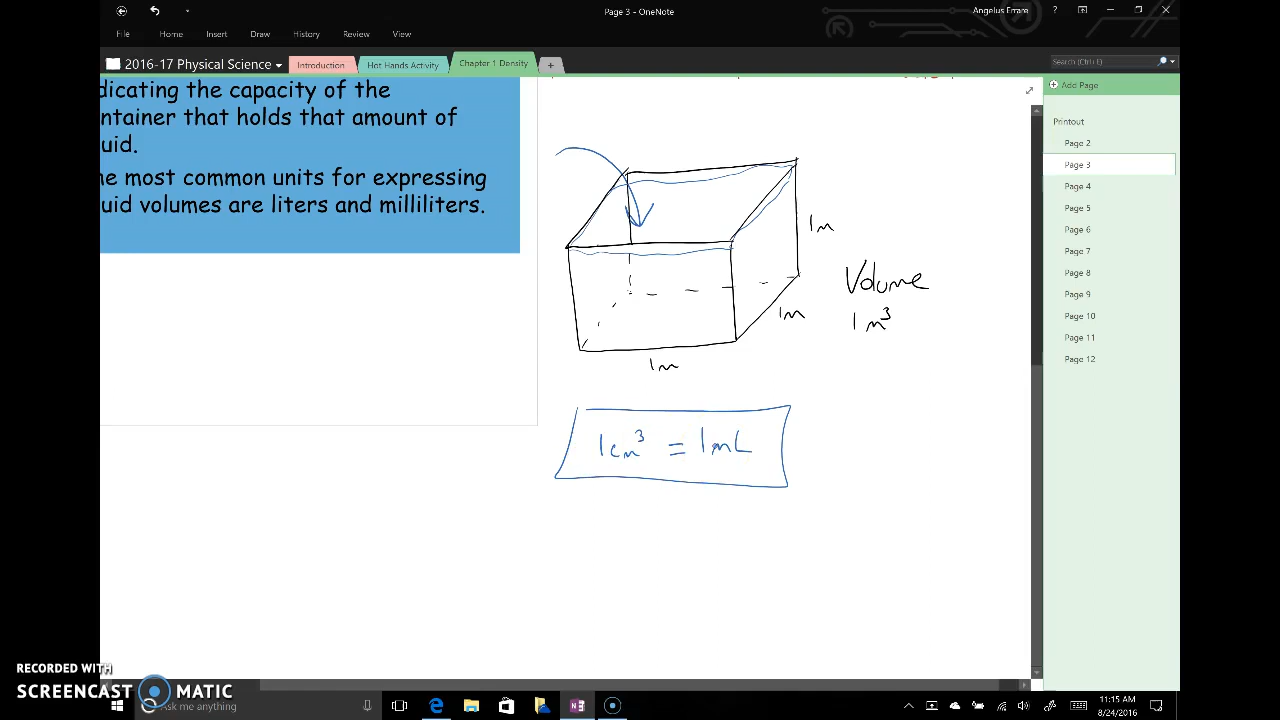 Page 3 - OneNote
Angelus Errare
?
File Home Insert Draw History Review View
2016-17 Physical Science
Introduction
Hot Hands Activity
Chapter 1 Density
Search (Ctrl+E)
Add Page
dicating the capacity of the
ntainer that holds that amount of
uid.
e most common units for expressing
uid volumes are liters and milliliters.
1m
1m
1m
Volume
1m³
1cm³ = 1mL
Printout
Page 2
Page 3
Page 4
Page 5
Page 6
Page 7
Page 8
Page 9
Page 10
Page 11
Page 12
RECORDED WITH
SCREENCAST MATIC
Ask me anything
11:15 AM
8/24/2016